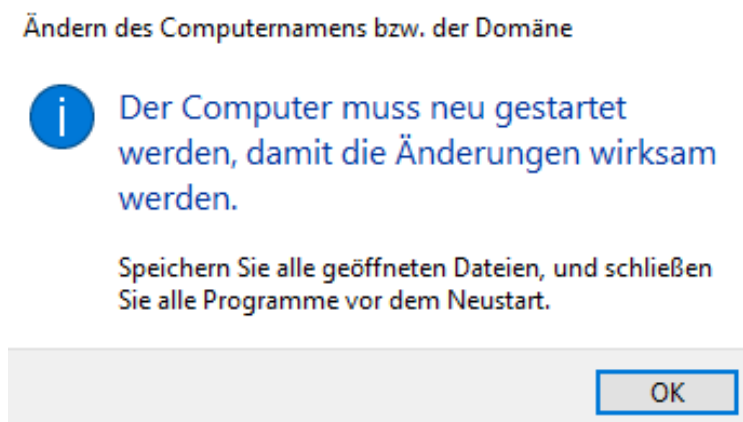 Ändern des Computernamens bzw. der Domäne
Der Computer muss neu gestartet
werden, damit die Änderungen wirksam
werden.
Speichern Sie alle geöffneten Dateien, und schließen
Sie alle Programme vor dem Neustart.
OK